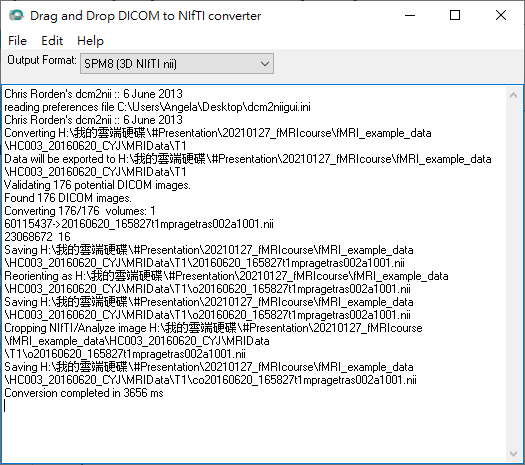 Drag and Drop DICOM to NIfTI converter
File Edit Help
Output Format: SPM8 (3D NIfTI nii)
Chris Rorden's dcm2nii :: 6 June 2013
reading preferences file C:\Users\Angela\Desktop\dcm2niigui.ini
Chris Rorden's dcm2nii :: 6 June 2013
Converting H:\我的雲端硬碟\#Presentation\20210127_fMRIcourse\fMRI_example_data
\HC003_20160620_CYJ\MRIData\T1
Data will be exported to H:\我的雲端硬碟\#Presentation\20210127_fMRIcourse\fMRI_example_data
\HC003_20160620_CYJ\MRIData\T1
Validating 176 potential DICOM images.
Found 176 DICOM images.
Converting 176/176  volumes: 1
60115437->20160620_165827t1mpragetras002a1001.nii
23068672  16
Saving H:\我的雲端硬碟\#Presentation\20210127_fMRIcourse\fMRI_example_data
\HC003_20160620_CYJ\MRIData\T1\20160620_165827t1mpragetras002a1001.nii
Reorienting as H:\我的雲端硬碟\#Presentation\20210127_fMRIcourse\fMRI_example_data
\HC003_20160620_CYJ\MRIData\T1\o20160620_165827t1mpragetras002a1001.nii
Saving H:\我的雲端硬碟\#Presentation\20210127_fMRIcourse\fMRI_example_data
\HC003_20160620_CYJ\MRIData\T1\o20160620_165827t1mpragetras002a1001.nii
Cropping NIfTI/Analyze image H:\我的雲端硬碟\#Presentation\20210127_fMRIcourse
\fMRI_example_data\HC003_20160620_CYJ\MRIData
\T1\o20160620_165827t1mpragetras002a1001.nii
Saving H:\我的雲端硬碟\#Presentation\20210127_fMRIcourse\fMRI_example_data
\HC003_20160620_CYJ\MRIData\T1\co20160620_165827t1mpragetras002a1001.nii
Conversion completed in 3656 ms